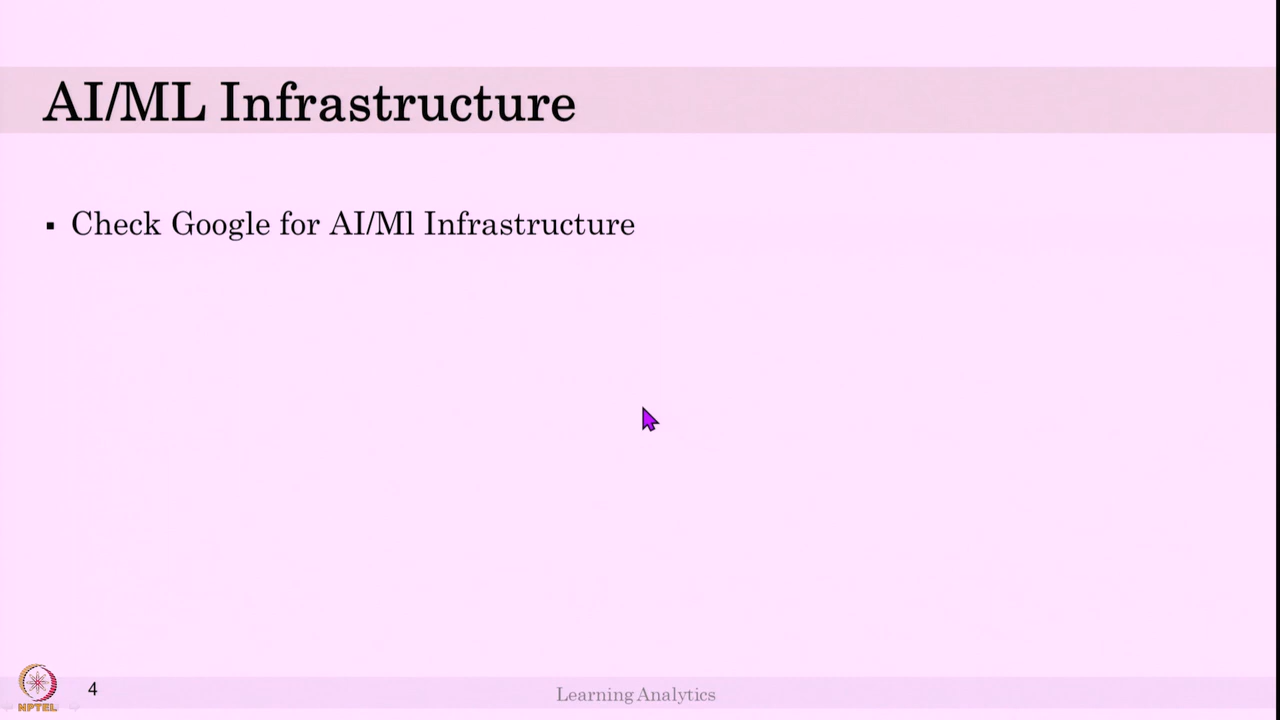 AI/ML Infrastructure
▪ Check Google for AI/Ml Infrastructure
NPTEL
4
Learning Analytics